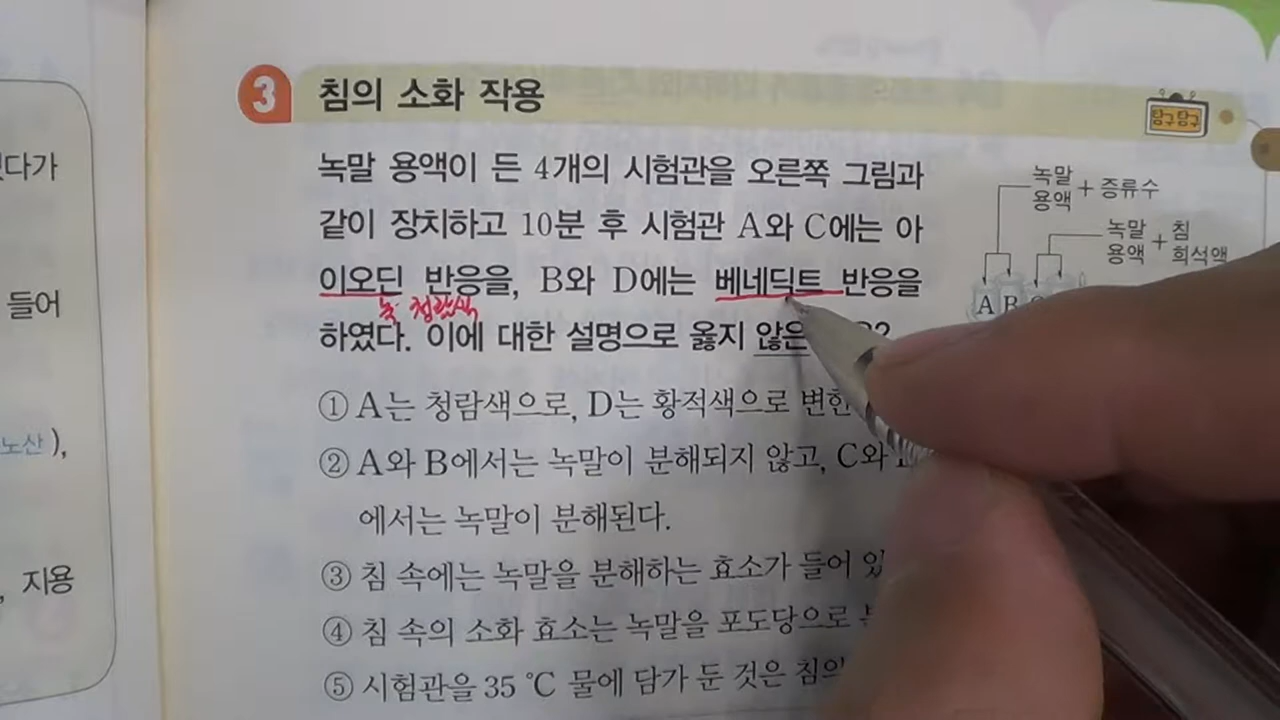 3 침의 소화 작용
탐구탐구
녹말 용액이 든 4개의 시험관을 오른쪽 그림과
같이 장치하고 10분 후 시험관 A와 C에는 아
이오딘 반응을, B와 D에는 베네딕트 반응을
녹 청람색
하였다. 이에 대한 설명으로 옳지 않은
① A는 청람색으로, D는 황적색으로 변한
② A와 B에서는 녹말이 분해되지 않고, C와
에서는 녹말이 분해된다.
③ 침 속에는 녹말을 분해하는 효소가 들어 있
④ 침 속의 소화 효소는 녹말을 포도당으로
⑤ 시험관을 35 ℃ 물에 담가 둔 것은 침의
녹말 용액 + 증류수
녹말 용액 + 침 희석액
A B
다가
들어
노산),
, 지용